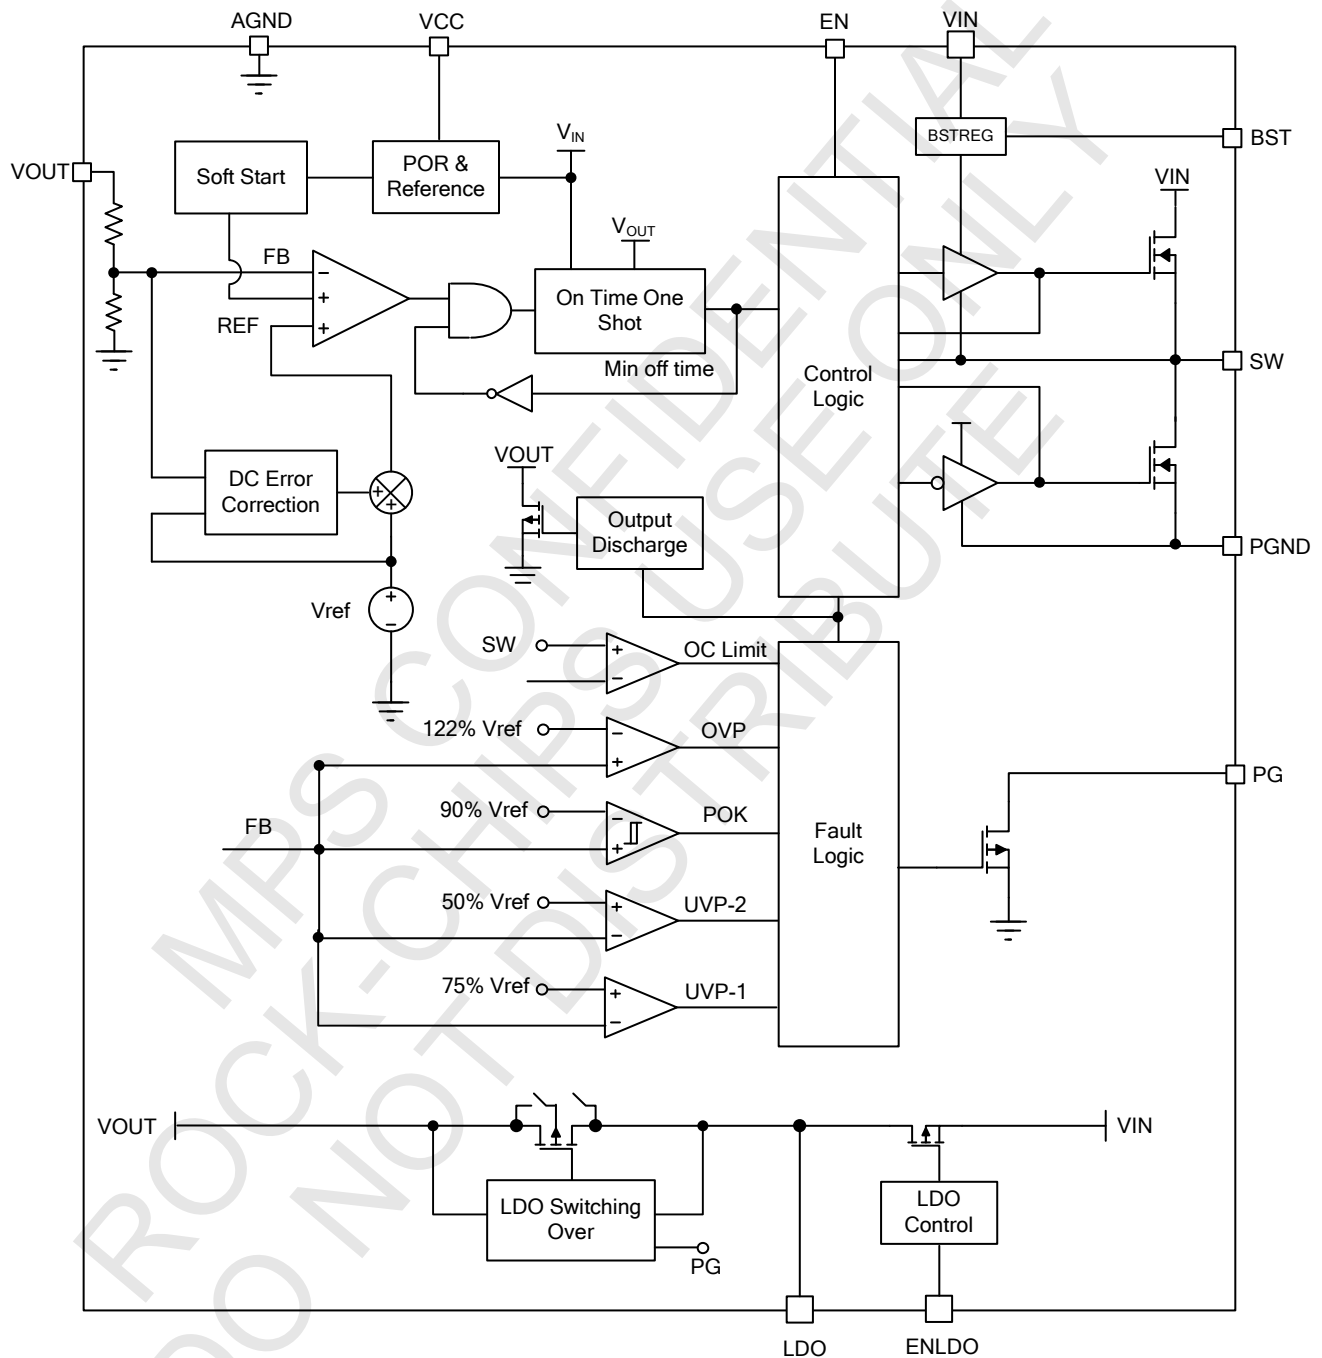 AGND
VCC
EN
VIN
BSTREG
BST
VOUT
Soft Start
POR &
Reference
VIN
VOUT
VIN
FB
−
+
+
REF
On Time One
Shot
Min off time
Control
Logic
SW
DC Error
Correction
+
+
VOUT
Output
Discharge
PGND
Vref
+
−
SW
+
−
OC Limit
122% Vref
−
+
OVP
90% Vref
−
+
POK
FB
50% Vref
+
−
UVP-2
75% Vref
+
−
UVP-1
Fault
Logic
PG
VOUT
VIN
LDO Switching
Over
PG
LDO
Control
LDO
ENLDO
MPS CONFIDENTIAL
ROCK-CHIPS USE ONLY
DO NOT DISTRIBUTE